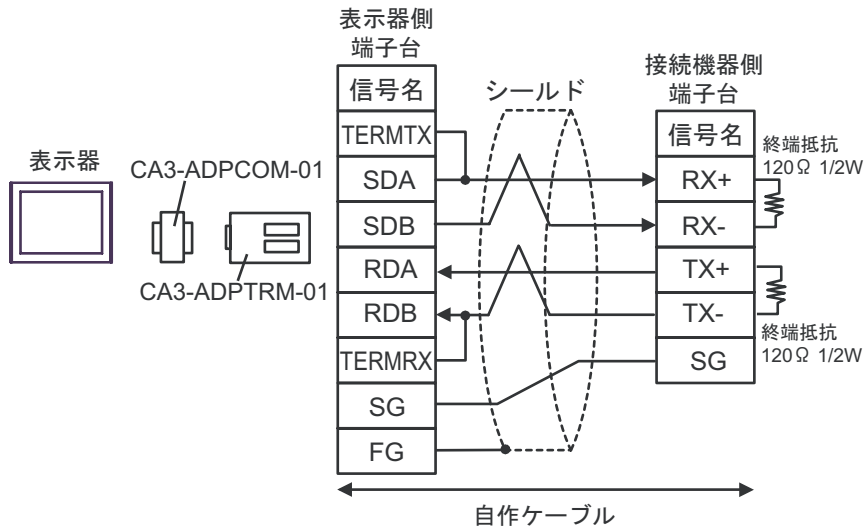 表示器側
端子台
信号名
TERMTX
SDA
SDB
RDA
RDB
TERMRX
SG
FG
シールド
接続機器側
端子台
信号名
RX+
RX-
TX+
TX-
SG
終端抵抗
120Ω 1/2W
終端抵抗
120Ω 1/2W
表示器
CA3-ADPCOM-01
CA3-ADPTRM-01
自作ケーブル